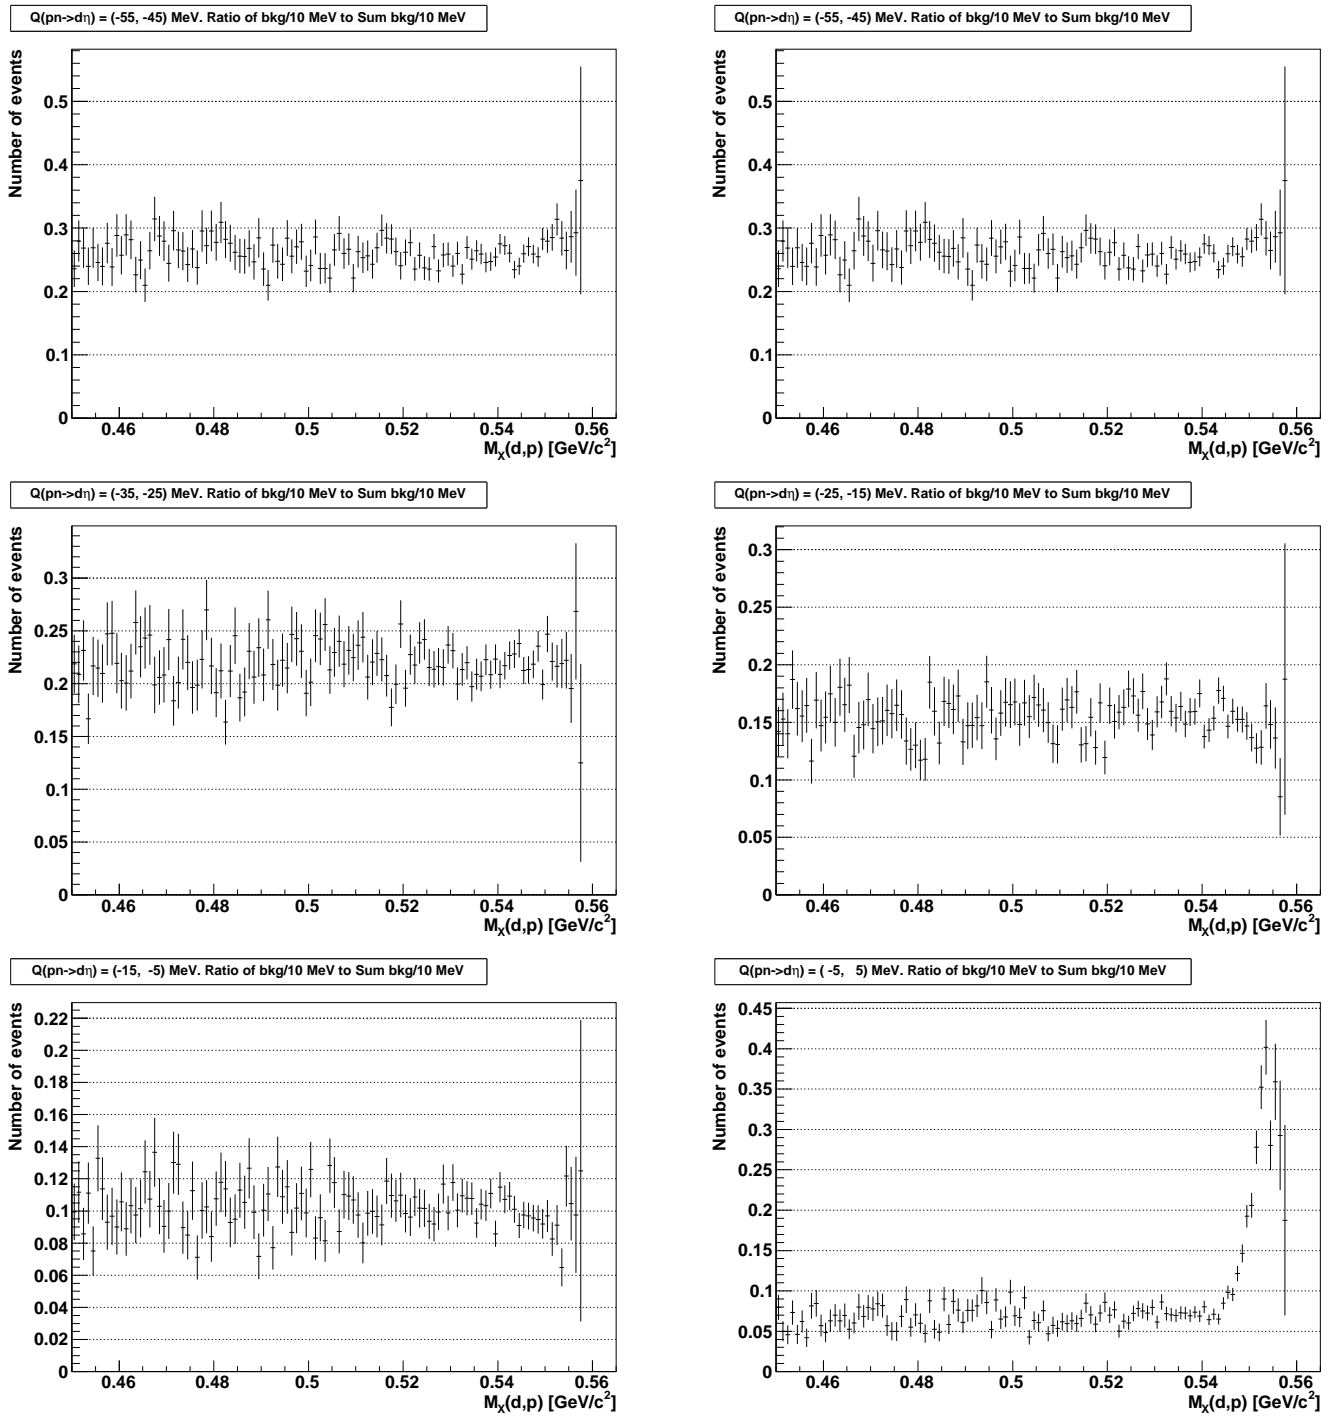 Q(pn->dη) = (-55, -45) MeV. Ratio of bkg/10 MeV to Sum bkg/10 MeV
Number of events
0.5
0.4
0.3
0.2
0.1
0
0.46 0.48 0.5 0.52 0.54 0.56
M_X(d,p) [GeV/c²]
Q(pn->dη) = (-55, -45) MeV. Ratio of bkg/10 MeV to Sum bkg/10 MeV
Number of events
0.5
0.4
0.3
0.2
0.1
0
0.46 0.48 0.5 0.52 0.54 0.56
M_X(d,p) [GeV/c²]
Q(pn->dη) = (-35, -25) MeV. Ratio of bkg/10 MeV to Sum bkg/10 MeV
Number of events
0.3
0.25
0.2
0.15
0.1
0.05
0
0.46 0.48 0.5 0.52 0.54 0.56
M_X(d,p) [GeV/c²]
Q(pn->dη) = (-25, -15) MeV. Ratio of bkg/10 MeV to Sum bkg/10 MeV
Number of events
0.3
0.25
0.2
0.15
0.1
0.05
0
0.46 0.48 0.5 0.52 0.54 0.56
M_X(d,p) [GeV/c²]
Q(pn->dη) = (-15, -5) MeV. Ratio of bkg/10 MeV to Sum bkg/10 MeV
Number of events
0.22
0.2
0.18
0.16
0.14
0.12
0.1
0.08
0.06
0.04
0.02
0
0.46 0.48 0.5 0.52 0.54 0.56
M_X(d,p) [GeV/c²]
Q(pn->dη) = ( -5, 5) MeV. Ratio of bkg/10 MeV to Sum bkg/10 MeV
Number of events
0.45
0.4
0.35
0.3
0.25
0.2
0.15
0.1
0.05
0
0.46 0.48 0.5 0.52 0.54 0.56
M_X(d,p) [GeV/c²]